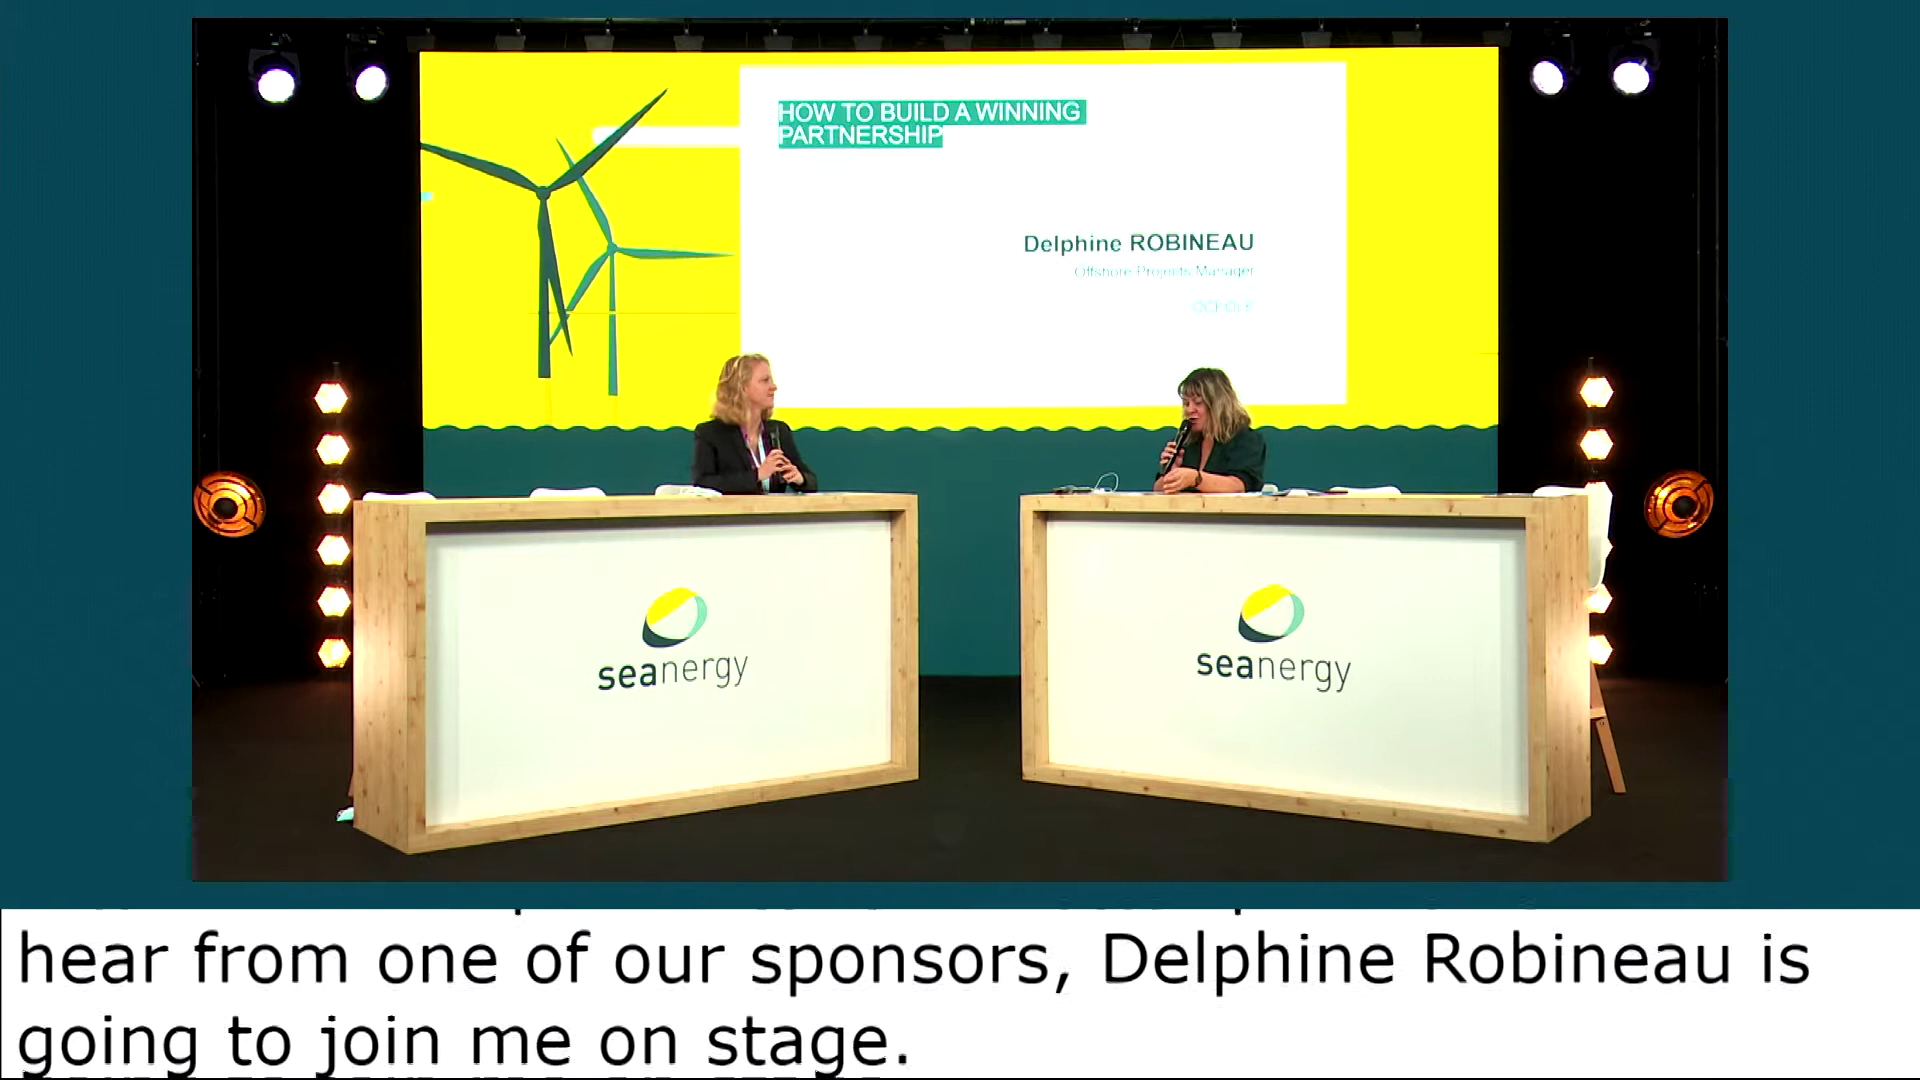 HOW TO BUILD A WINNING
PARTNERSHIP
Delphine ROBINEAU
Offshore Projects Manager
seanergy
seanergy
hear from one of our sponsors, Delphine Robineau is
going to join me on stage.